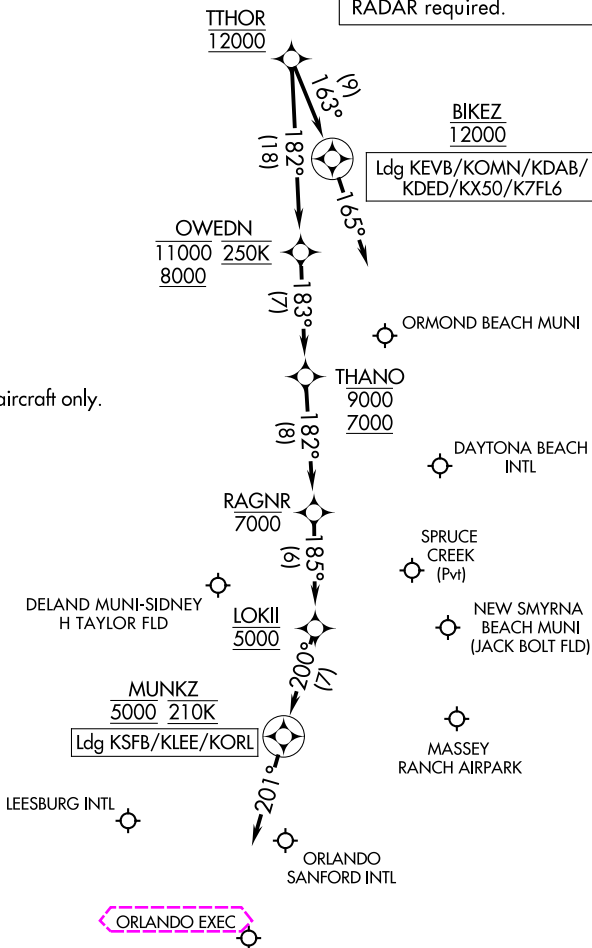 RADAR required.
TTHOR
12000
(9)
163°
182°
(18)
BIKEZ
12000
Ldg KEVB/KOMN/KDAB/
KDED/KX50/K7FL6
165°
OWEDN
11000 250K
8000
183°
(7)
ORMOND BEACH MUNI
aircraft only.
THANO
9000
7000
182°
(8)
DAYTONA BEACH
INTL
RAGNR
7000
185°
(6)
SPRUCE
CREEK
(Pvt)
DELAND MUNI-SIDNEY
H TAYLOR FLD
LOKII
5000
NEW SMYRNA
BEACH MUNI
(JACK BOLT FLD)
200°
(7)
MUNKZ
5000 210K
Ldg KSFB/KLEE/KORL
MASSEY
RANCH AIRPARK
201°
LEESBURG INTL
ORLANDO
SANFORD INTL
ORLANDO EXEC